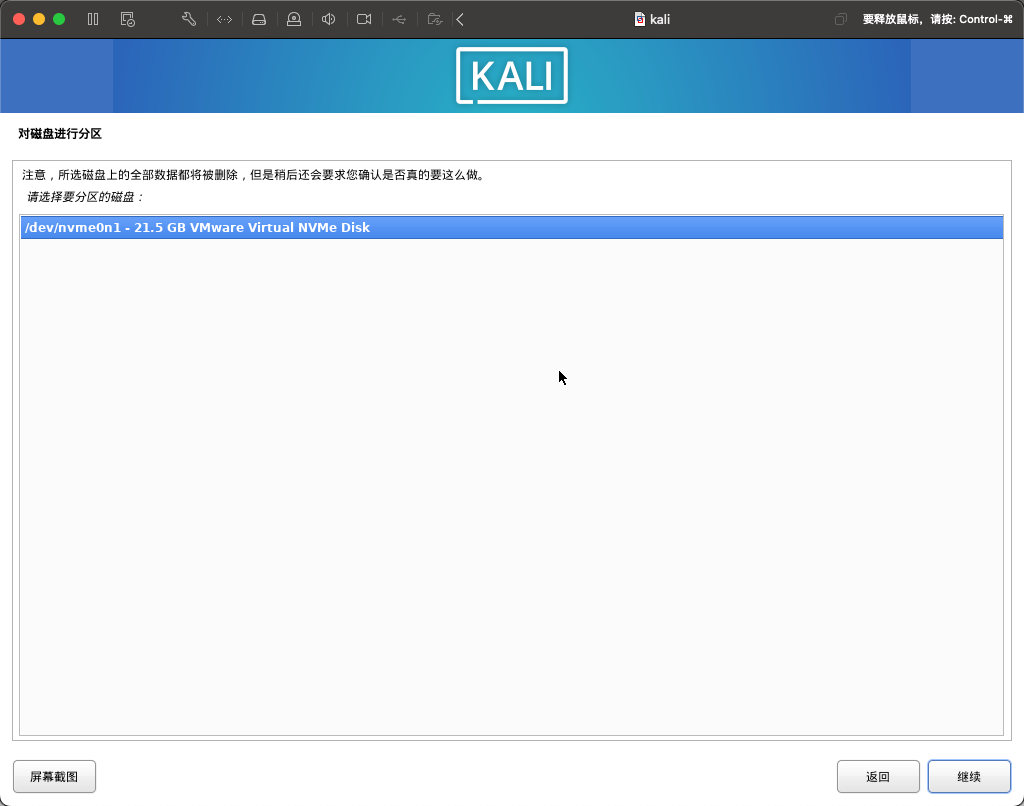 kali
要释放鼠标，请按: Control-⌘
KALI
对磁盘进行分区
注意，所选磁盘上的全部数据都将被删除，但是稍后还会要求您确认是否真的要这么做。
请选择要分区的磁盘：
/dev/nvme0n1 - 21.5 GB VMware Virtual NVMe Disk
屏幕截图
返回
继续